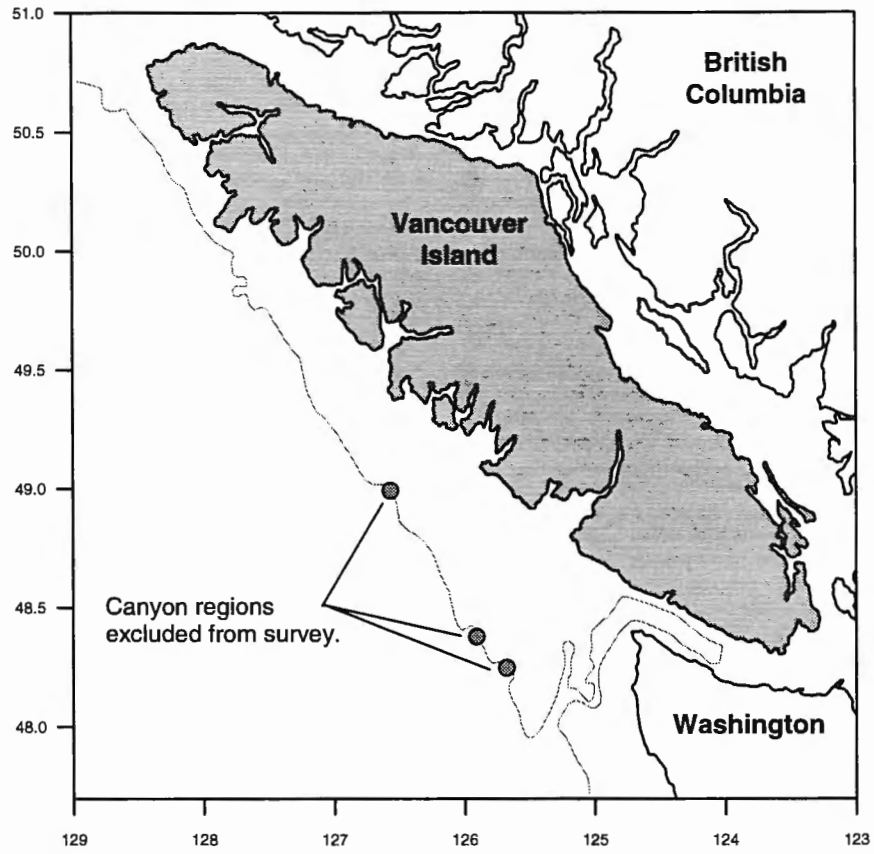 51.0
British
Columbia
50.5
Vancouver
Island
50.0
49.5
49.0
Canyon regions
excluded from survey.
48.5
48.0
Washington
129
128
127
126
125
124
123